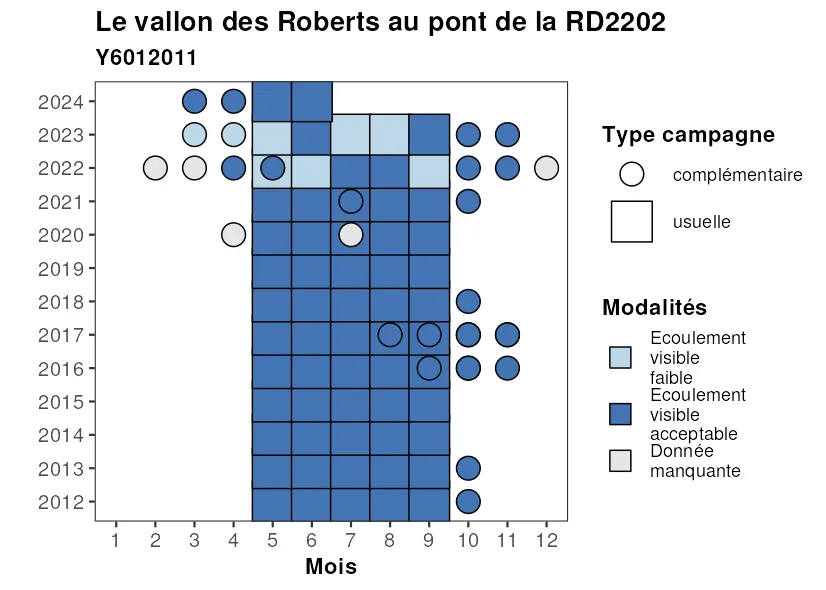 Le vallon des Roberts au pont de la RD2202
Y6012011
2024
2023
2022
2021
2020
2019
2018
2017
2016
2015
2014
2013
2012
1 2 3 4 5 6 7 8 9 10 11 12
Mois
Type campagne
complémentaire
usuelle
Modalités
Ecoulement
visible
faible
Ecoulement
visible
acceptable
Donnée
manquante